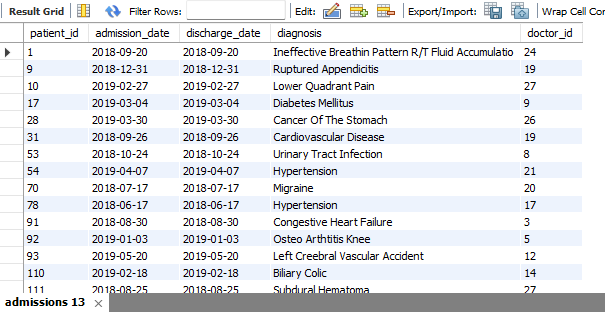 Result Grid Filter Rows: Edit: Export/Import: Wrap Cell Cor
patient_id admission_date discharge_date diagnosis doctor_id
1 2018-09-20 2018-09-20 Ineffective Breathin Pattern R/T Fluid Accumulatio 24
9 2018-12-31 2018-12-31 Ruptured Appendicitis 19
10 2019-02-27 2019-02-27 Lower Quadrant Pain 27
17 2019-03-04 2019-03-04 Diabetes Mellitus 9
28 2019-03-30 2019-03-30 Cancer Of The Stomach 26
31 2018-09-26 2018-09-26 Cardiovascular Disease 19
53 2018-10-24 2018-10-24 Urinary Tract Infection 8
54 2019-04-07 2019-04-07 Hypertension 21
70 2018-07-17 2018-07-17 Migraine 20
78 2018-06-17 2018-06-17 Hypertension 17
91 2018-08-30 2018-08-30 Congestive Heart Failure 3
92 2019-01-03 2019-01-03 Osteo Arthtitis Knee 5
93 2019-05-20 2019-05-20 Left Creebral Vascular Accident 12
110 2019-02-18 2019-02-18 Biliary Colic 14
111 2018-08-25 2018-08-25 Subdural Hematoma 27
admissions 13